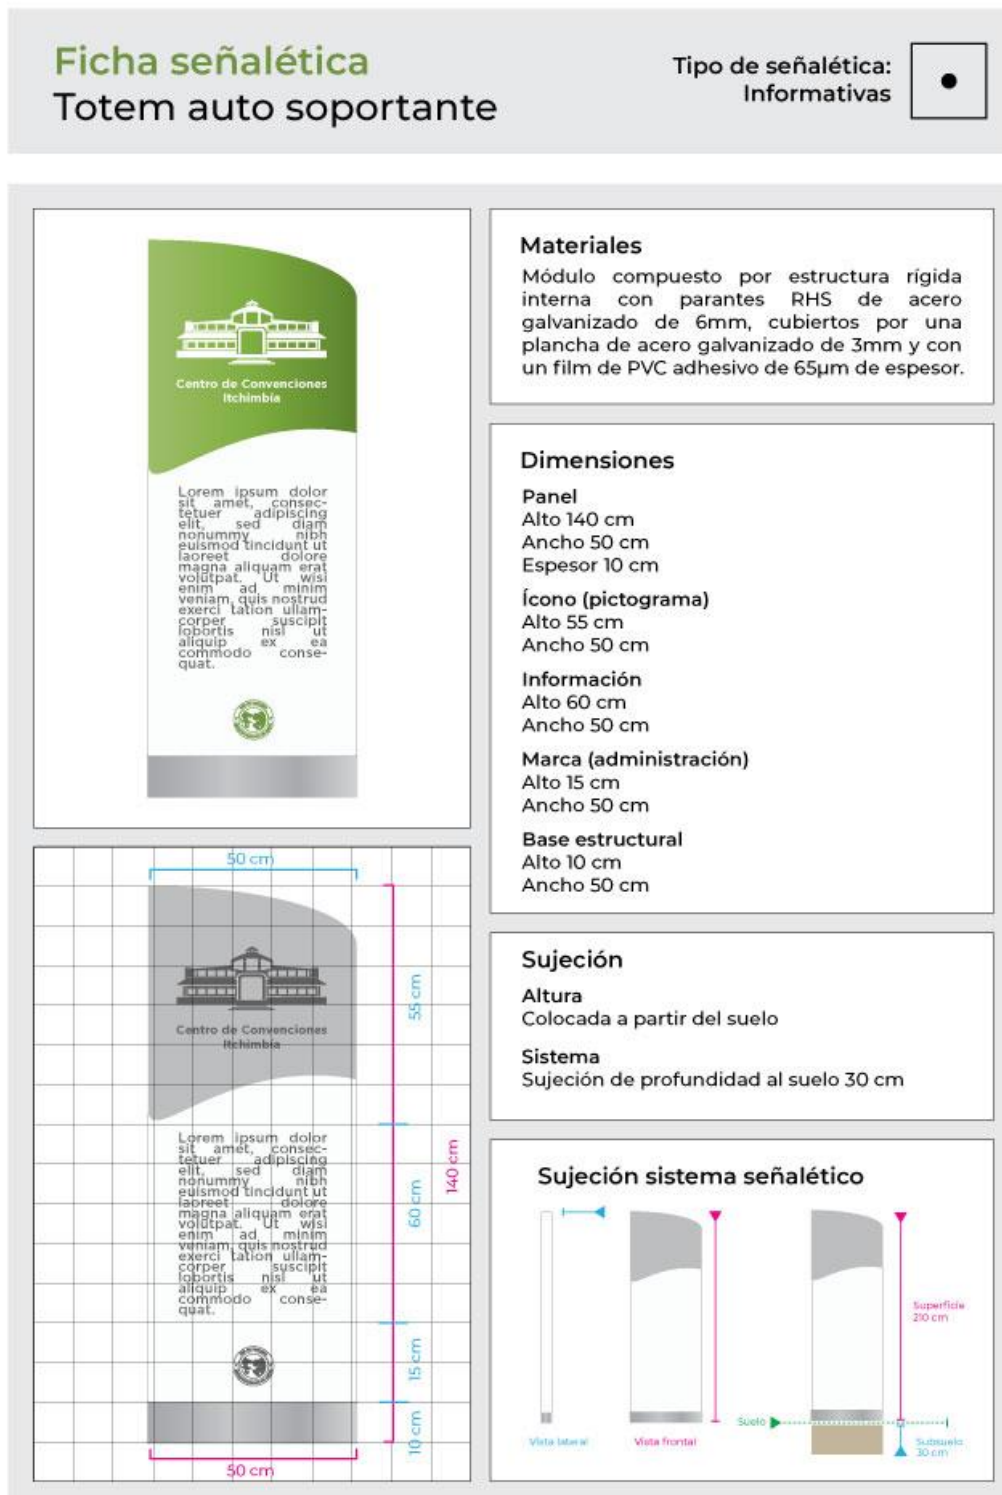 Ficha señalética
Totem auto soportante
Tipo de señalética:
Informativas
Centro de Convenciones
Itchimbía
Lorem ipsum dolor
sit amet, consec-
tetuer adipiscing
elit, sed diam
nonummy nibh
euismod tincidunt ut
laoreet dolore
magna aliquam erat
volutpat. Ut wisi
enim ad minim
veniam, quis nostrud
exerci tation ullam-
corper suscipit
lobortis nisl ut
aliquip ex ea
commodo conse-
quat.
Materiales
Módulo compuesto por estructura rígida
interna con parantes RHS de acero
galvanizado de 6mm, cubiertos por una
plancha de acero galvanizado de 3mm y con
un film de PVC adhesivo de 65µm de espesor.
Dimensiones
Panel
Alto 140 cm
Ancho 50 cm
Espesor 10 cm
Ícono (pictograma)
Alto 55 cm
Ancho 50 cm
Información
Alto 60 cm
Ancho 50 cm
Marca (administración)
Alto 15 cm
Ancho 50 cm
Base estructural
Alto 10 cm
Ancho 50 cm
50 cm
Centro de Convenciones
Itchimbía
Lorem ipsum dolor
sit amet, consec-
tetuer adipiscing
elit, sed diam
nonummy nibh
euismod tincidunt ut
laoreet dolore
magna aliquam erat
volutpat. Ut wisi
enim ad minim
veniam, quis nostrud
exerci tation ullam-
corper suscipit
lobortis nisl ut
aliquip ex ea
commodo conse-
quat.
55 cm
60 cm
140 cm
15 cm
10 cm
50 cm
Sujeción
Altura
Colocada a partir del suelo
Sistema
Sujeción de profundidad al suelo 30 cm
Sujeción sistema señalético
Superficie
210 cm
Suelo
Vista lateral
Vista frontal
Subsuelo
30 cm